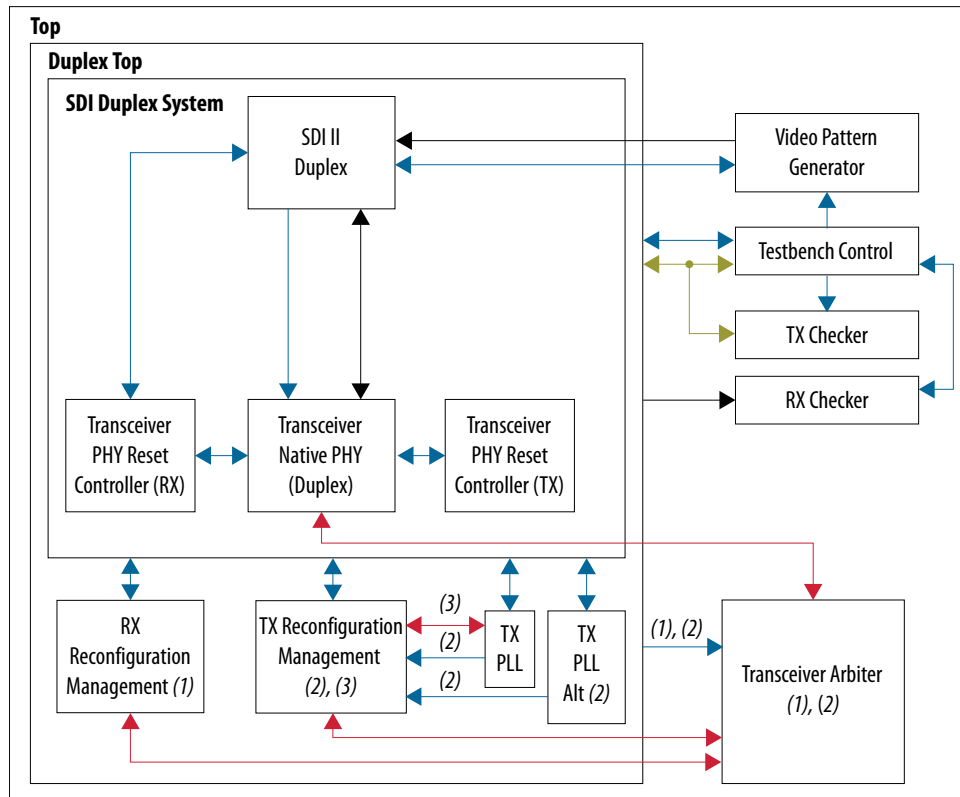 Top
Duplex Top
SDI Duplex System
SDI II
Duplex
Video Pattern
Generator
Testbench Control
TX Checker
RX Checker
Transceiver
PHY Reset
Controller (RX)
Transceiver
Native PHY
(Duplex)
Transceiver
PHY Reset
Controller (TX)
RX
Reconfiguration
Management (1)
TX Reconfiguration
Management
(2), (3)
(3)
(2)
(2)
TX
PLL
TX
PLL
Alt (2)
(1), (2)
Transceiver Arbiter
(1), (2)